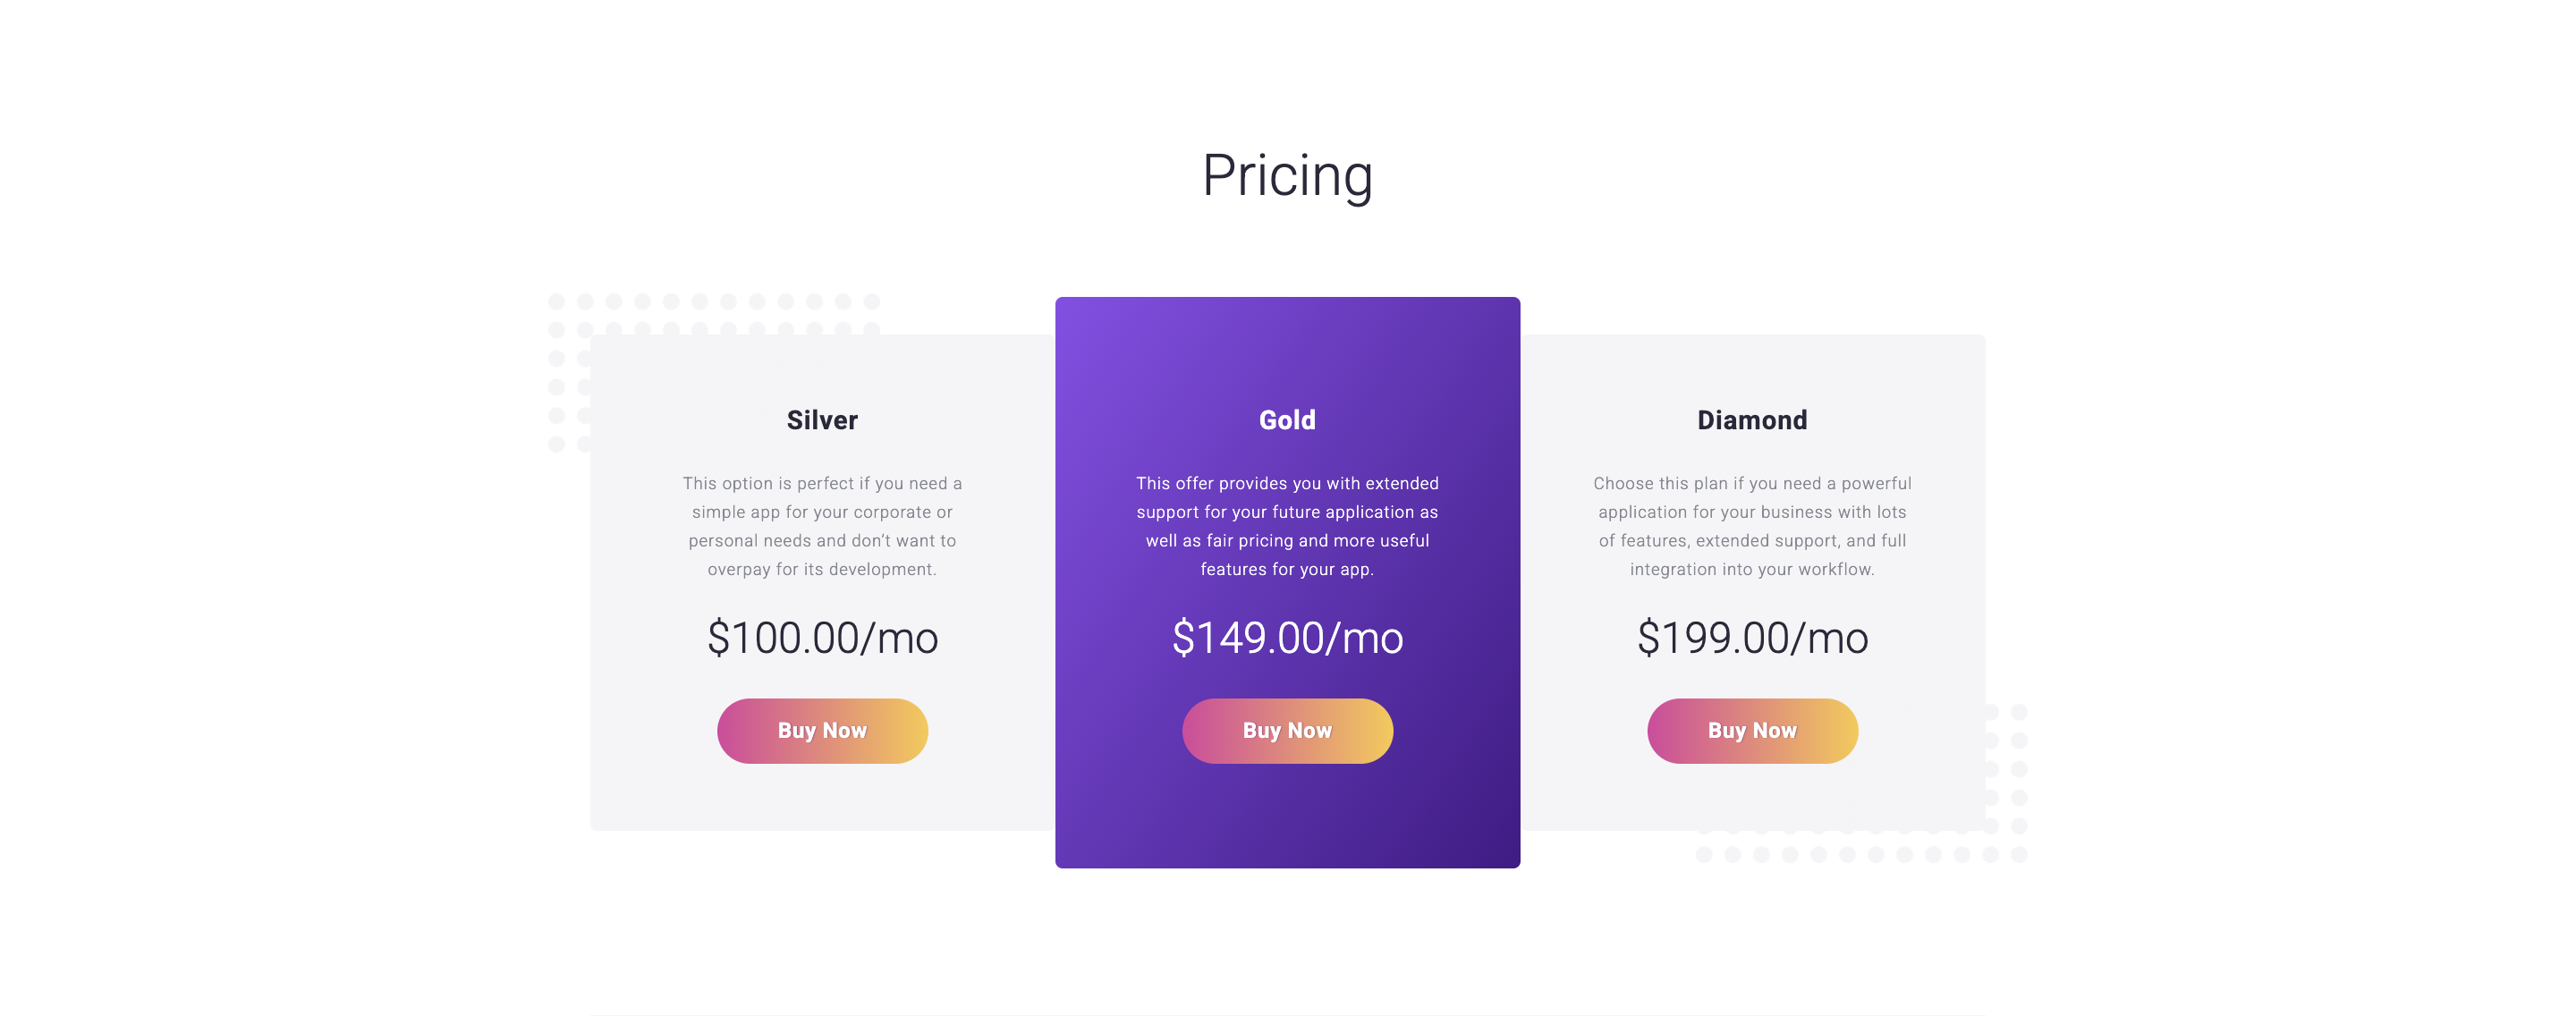 Pricing
Silver
This option is perfect if you need a
simple app for your corporate or
personal needs and don’t want to
overpay for its development.
$100.00/mo
Buy Now
Gold
This offer provides you with extended
support for your future application as
well as fair pricing and more useful
features for your app.
$149.00/mo
Buy Now
Diamond
Choose this plan if you need a powerful
application for your business with lots
of features, extended support, and full
integration into your workflow.
$199.00/mo
Buy Now